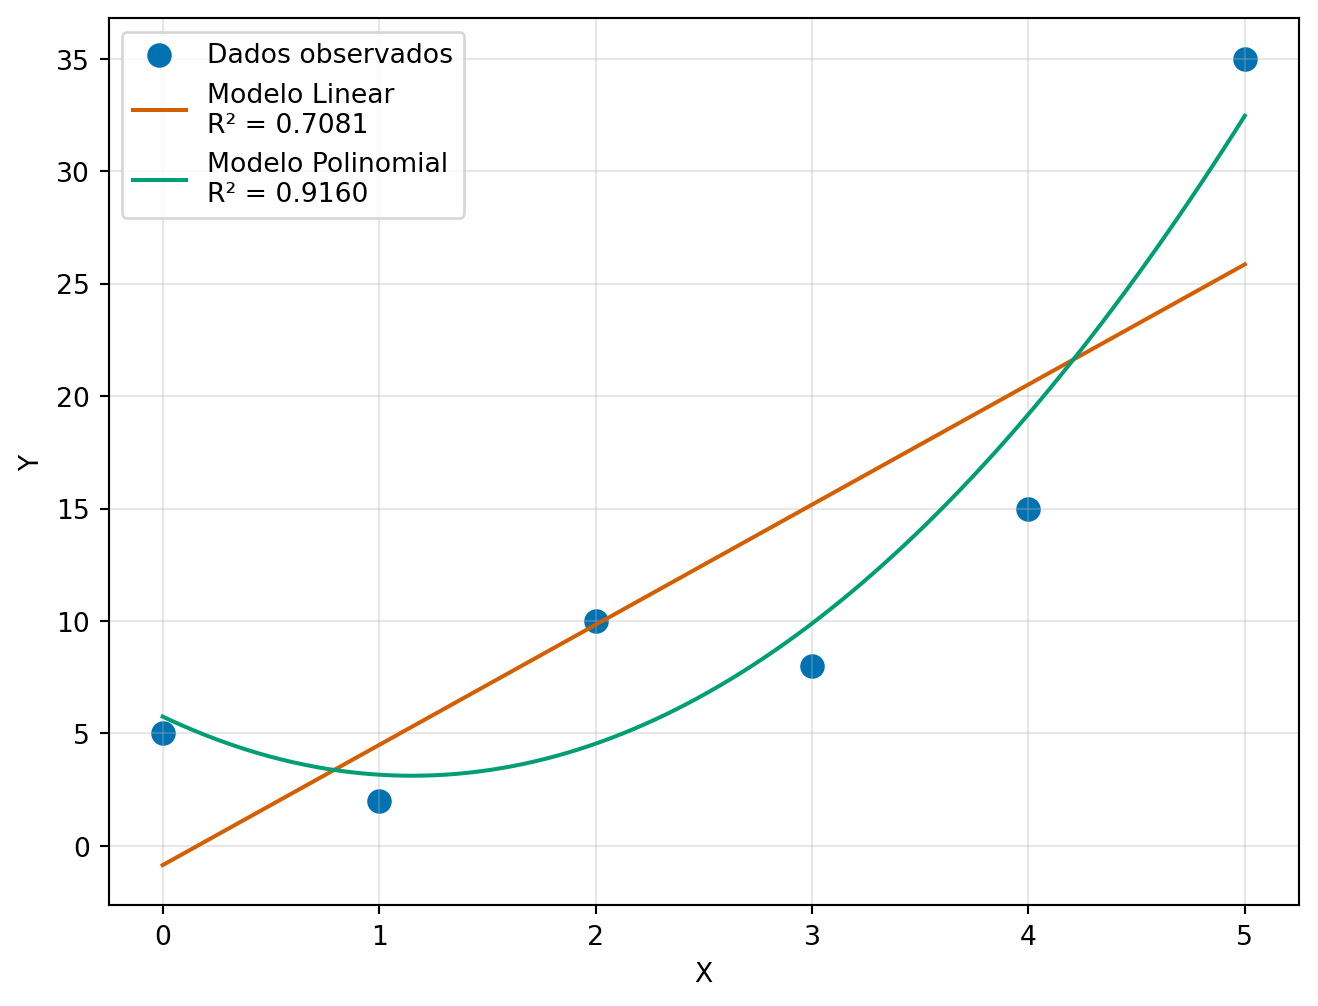 Dados observados
Modelo Linear
R² = 0.7081
Modelo Polinomial
R² = 0.9160
35
30
25
20
15
10
5
0
Y
0 1 2 3 4 5
X